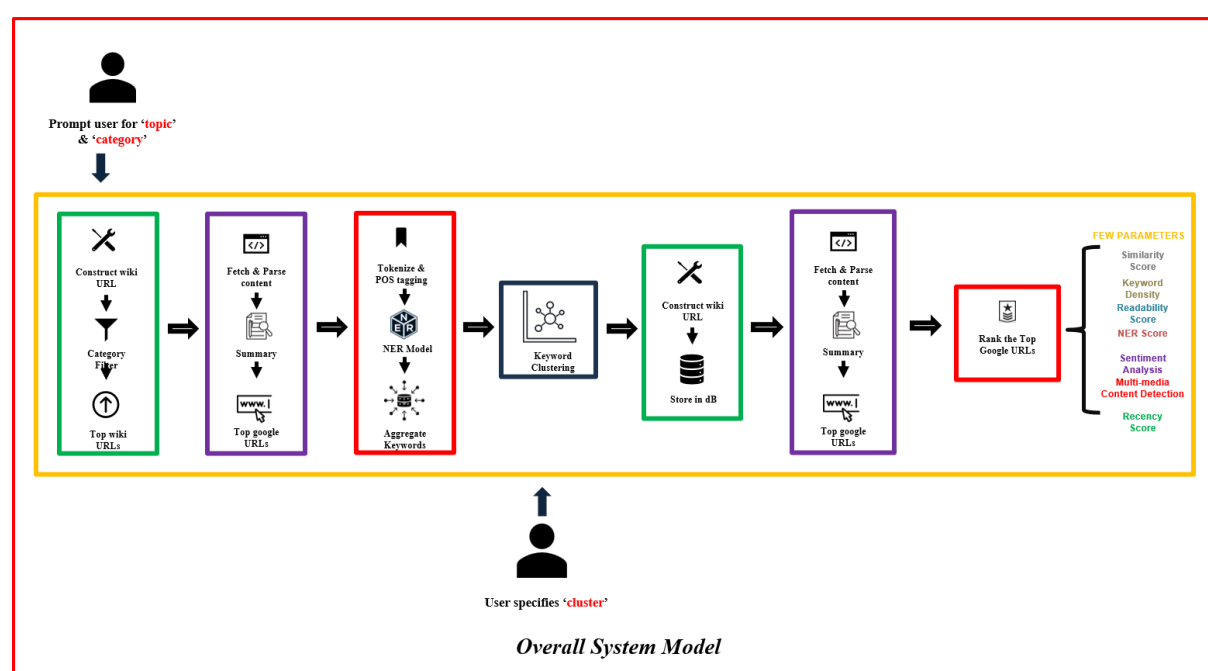 Prompt user for ‘topic’
& ‘category’
Construct wiki
URL
Category
Filter
Top wiki
URLs
</>
Fetch & Parse
content
Summary
www.
Top google
URLs
Tokenize &
POS tagging
NER
NER Model
Aggregate
Keywords
Keyword
Clustering
Construct wiki
URL
Store in dB
</>
Fetch & Parse
content
Summary
www.
Top google
URLs
Rank the Top
Google URLs
FEW PARAMETERS
Similarity
Score
Keyword
Density
Readability
Score
NER Score
Sentiment
Analysis
Multi-media
Content Detection
Recency
Score
User specifies ‘cluster’
Overall System Model